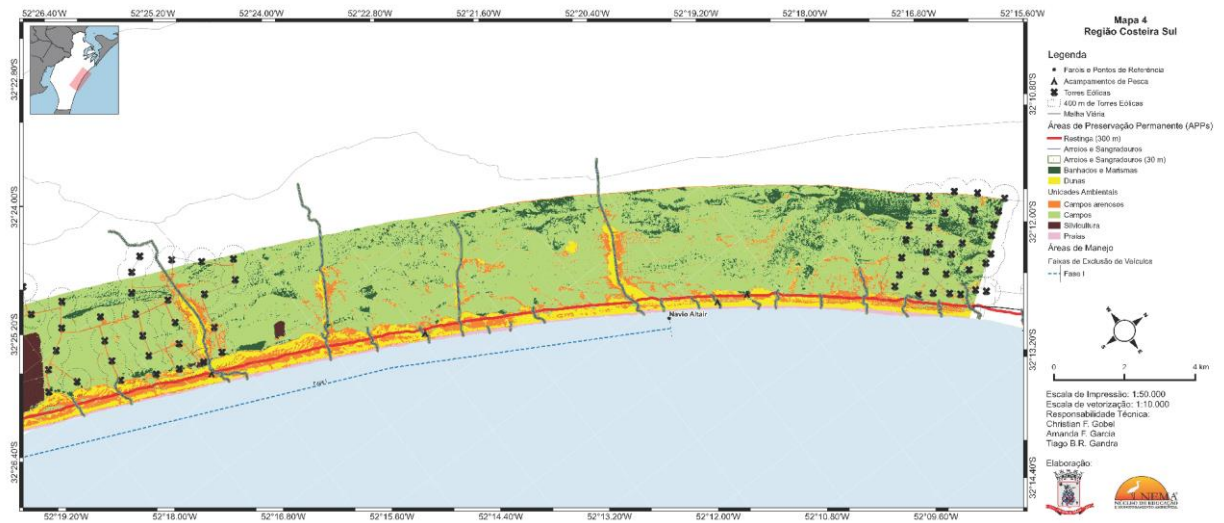 52°26.40'W 52°25.20'W 52°24.00'W 52°22.80'W 52°21.60'W 52°20.40'W 52°19.20'W 52°18.00'W 52°16.80'W 52°15.60'W
32°22.80'S
32°24.00'S
32°25.20'S
32°26.40'S
Navio Altair
Fase I
32°10.80'S
32°12.00'S
32°13.20'S
32°14.40'S
52°19.20'W 52°18.00'W 52°16.80'W 52°15.60'W 52°14.40'W 52°13.20'W 52°12.00'W 52°10.80'W 52°09.60'W
Mapa 4
Região Costeira Sul
Legenda
Faróis e Pontos de Referência
Acampamentos de Pesca
Torres Eólicas
400 m de Torres Eólicas
Malha Viária
Áreas de Preservação Permanente (APPs)
Restinga (300 m)
Arroios e Sangradouros
Arroios e Sangradouros (30 m)
Banhados e Marismas
Dunas
Unidades Ambientais
Campos arenosos
Campos
Silvicultura
Praias
Áreas de Manejo
Faixas de Exclusão de Veículos
Fase I
0 2 4 km
Escala de Impressão: 1:50.000
Escala de vetorização: 1:10.000
Responsabilidade Técnica:
Christian F. Gobel
Amanda F. Garcia
Tiago B.R. Gandra
Elaboração:
NEMA
NÚCLEO DE EDUCAÇÃO
E MONITORAMENTO AMBIENTAL